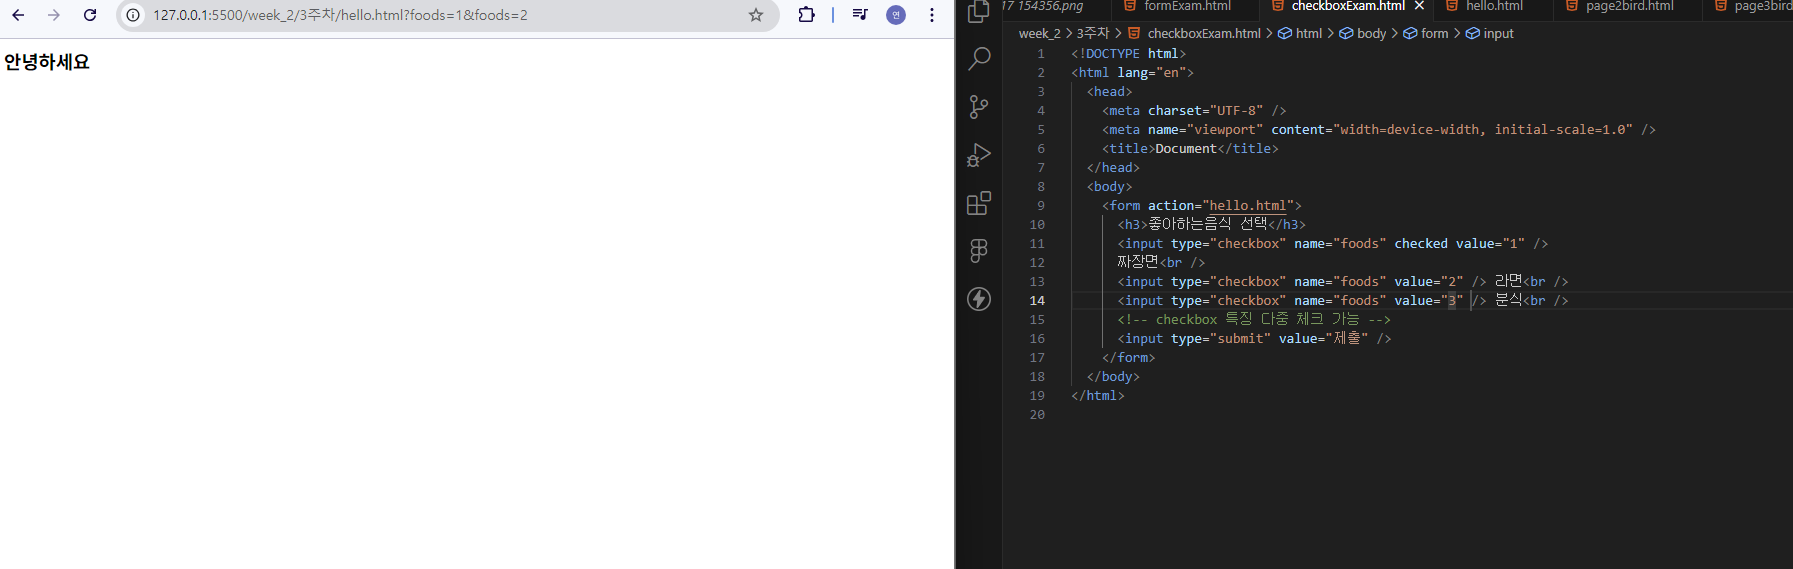 127.0.0.1:5500/week_2/3주차/hello.html?foods=1&foods=2
연
안녕하세요
17 154356.png
formExam.html
checkboxExam.html
hello.html
page2bird.html
page3bird
week_2 > 3주차 > checkboxExam.html > html > body > form > input
1 <!DOCTYPE html>
2 <html lang="en">
3 <head>
4 <meta charset="UTF-8" />
5 <meta name="viewport" content="width=device-width, initial-scale=1.0" />
6 <title>Document</title>
7 </head>
8 <body>
9 <form action="hello.html">
10 <h3>좋아하는음식 선택</h3>
11 <input type="checkbox" name="foods" checked value="1" />
12 짜장면<br />
13 <input type="checkbox" name="foods" value="2" /> 라면<br />
14 <input type="checkbox" name="foods" value="3" /> 분식<br />
15 <!-- checkbox 특징 다중 체크 가능 -->
16 <input type="submit" value="제출" />
17 </form>
18 </body>
19 </html>
20